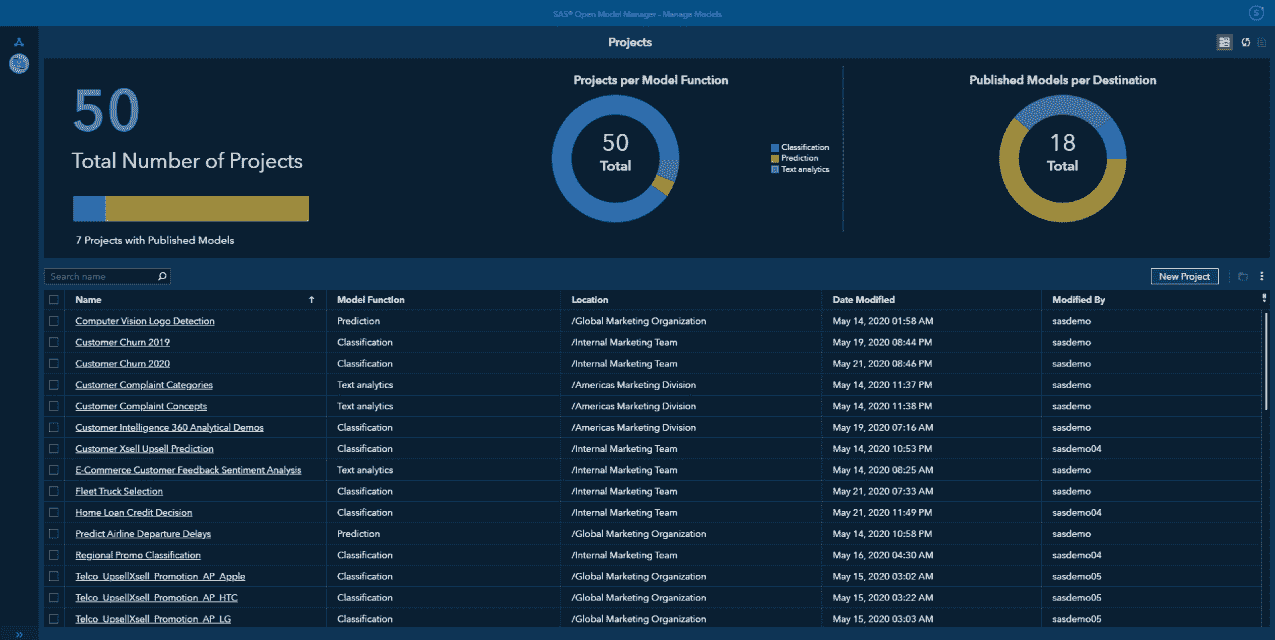 SAS® Open Model Manager - Manage Models
Projects
50
Total Number of Projects
7 Projects with Published Models
Projects per Model Function
50
Total
Classification
Prediction
Text analytics
Published Models per Destination
18
Total
Search name
New Project
Name Model Function Location Date Modified Modified By
Computer Vision Logo Detection Prediction /Global Marketing Organization May 14, 2020 01:58 AM sasdemo
Customer Churn 2019 Classification /Internal Marketing Team May 19, 2020 08:44 PM sasdemo
Customer Churn 2020 Classification /Internal Marketing Team May 21, 2020 08:46 PM sasdemo
Customer Complaint Categories Text analytics /Americas Marketing Division May 14, 2020 11:37 PM sasdemo
Customer Complaint Concepts Text analytics /Americas Marketing Division May 14, 2020 11:38 PM sasdemo
Customer Intelligence 360 Analytical Demos Classification /Americas Marketing Division May 19, 2020 07:16 AM sasdemo
Customer Xsell Upsell Prediction Classification /Internal Marketing Team May 14, 2020 10:53 PM sasdemo04
E-Commerce Customer Feedback Sentiment Analysis Text analytics /Internal Marketing Team May 14, 2020 08:25 AM sasdemo
Fleet Truck Selection Classification /Internal Marketing Team May 21, 2020 07:33 AM sasdemo
Home Loan Credit Decision Classification /Internal Marketing Team May 21, 2020 11:49 PM sasdemo04
Predict Airline Departure Delays Prediction /Global Marketing Organization May 14, 2020 10:58 PM sasdemo
Regional Promo Classification Classification /Internal Marketing Team May 16, 2020 04:30 AM sasdemo04
Telco_UpsellXsell_Promotion_AP_Apple Classification /Global Marketing Organization May 15, 2020 03:02 AM sasdemo05
Telco_UpsellXsell_Promotion_AP_HTC Classification /Global Marketing Organization May 15, 2020 03:22 AM sasdemo05
Telco_UpsellXsell_Promotion_AP_LG Classification /Global Marketing Organization May 15, 2020 03:03 AM sasdemo05